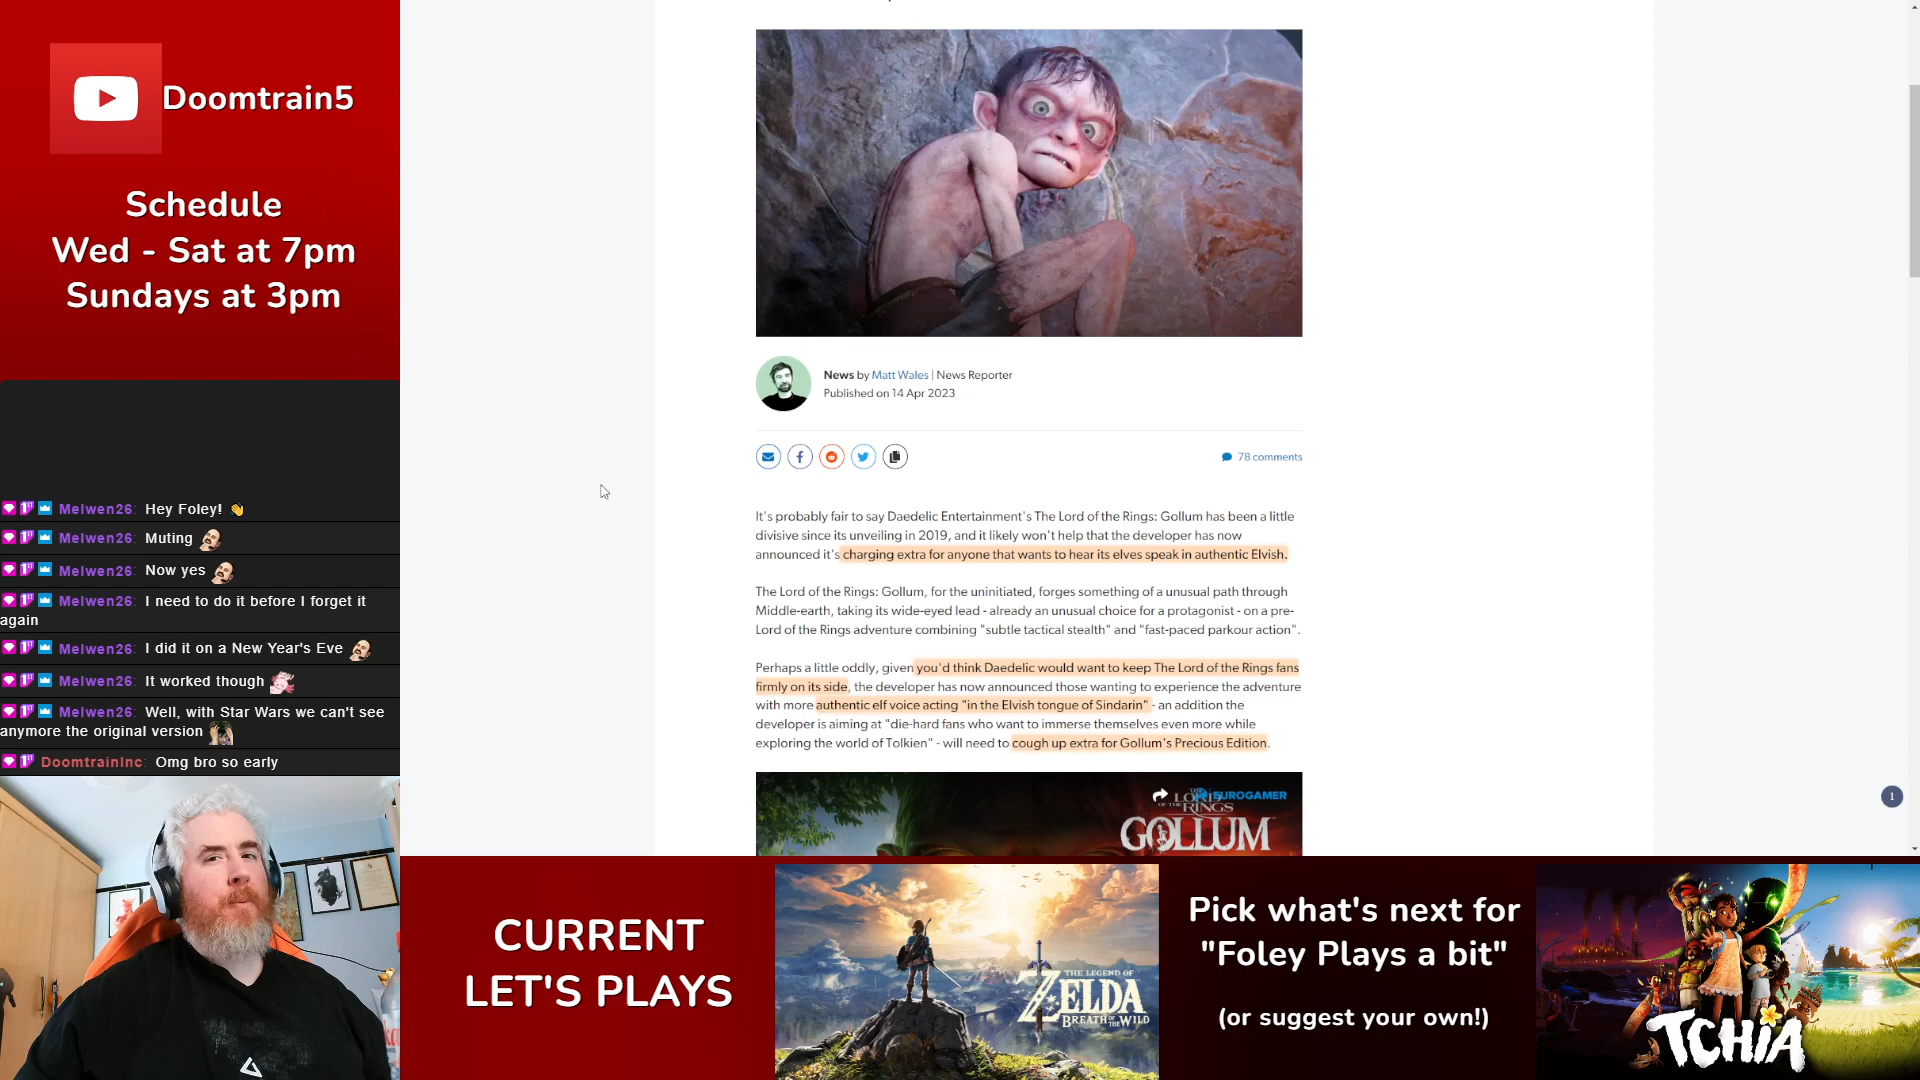 Doomtrain5
Schedule
Wed - Sat at 7pm
Sundays at 3pm
Melwen26: Hey Foley!
Melwen26: Muting
Melwen26: Now yes
Melwen26: I need to do it before I forget it
again
Melwen26: I did it on a New Year's Eve
Melwen26: It worked though
Melwen26: Well, with Star Wars we can't see
anymore the original version
DoomtrainInc: Omg bro so early
News by Matt Wales | News Reporter
Published on 14 Apr 2023
78 comments
It's probably fair to say Daedelic Entertainment's The Lord of the Rings: Gollum has been a little
divisive since its unveiling in 2019, and it likely won't help that the developer has now
announced it's charging extra for anyone that wants to hear its elves speak in authentic Elvish.
The Lord of the Rings: Gollum, for the uninitiated, forges something of a unusual path through
Middle-earth, taking its wide-eyed lead - already an unusual choice for a protagonist - on a pre-
Lord of the Rings adventure combining "subtle tactical stealth" and "fast-paced parkour action".
Perhaps a little oddly, given you'd think Daedelic would want to keep The Lord of the Rings fans
firmly on its side, the developer has now announced those wanting to experience the adventure
with more authentic elf voice acting "in the Elvish tongue of Sindarin" - an addition the
developer is aiming at "die-hard fans who want to immerse themselves even more while
exploring the world of Tolkien" - will need to cough up extra for Gollum's Precious Edition.
EUROGAMER
THE LORD
OF THE RINGS
GOLLUM
1
CURRENT
LET'S PLAYS
THE LEGEND OF
ZELDA
BREATH OF THE WILD
Pick what's next for
"Foley Plays a bit"
(or suggest your own!)
TCHIA